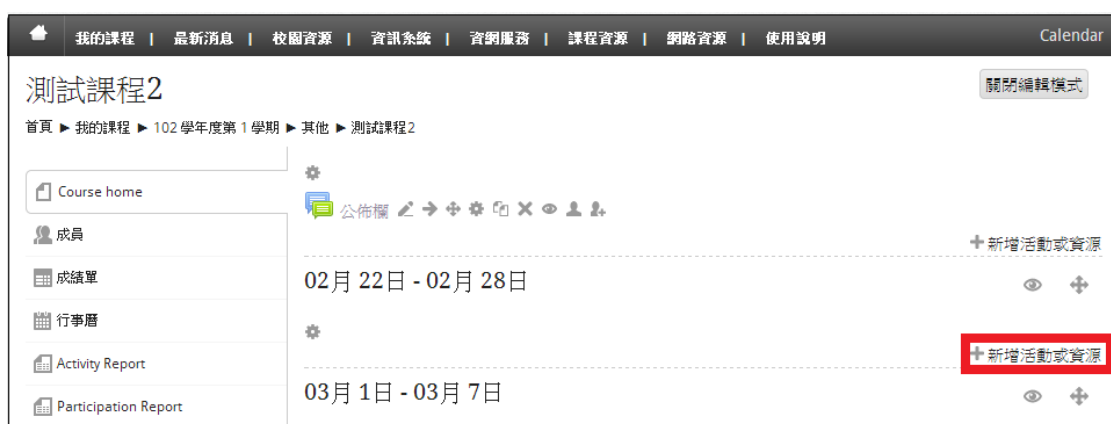 我的課程 | 最新消息 | 校園資源 | 資訊系統 | 資網服務 | 課程資源 | 網路資源 | 使用說明 Calendar
測試課程2 關閉編輯模式
首頁 ► 我的課程 ► 102 學年度第 1 學期 ► 其他 ► 測試課程2
Course home
成員
成績單
行事曆
Activity Report
Participation Report
公佈欄
新增活動或資源
02月 22日 - 02月 28日
新增活動或資源
03月 1日 - 03月 7日